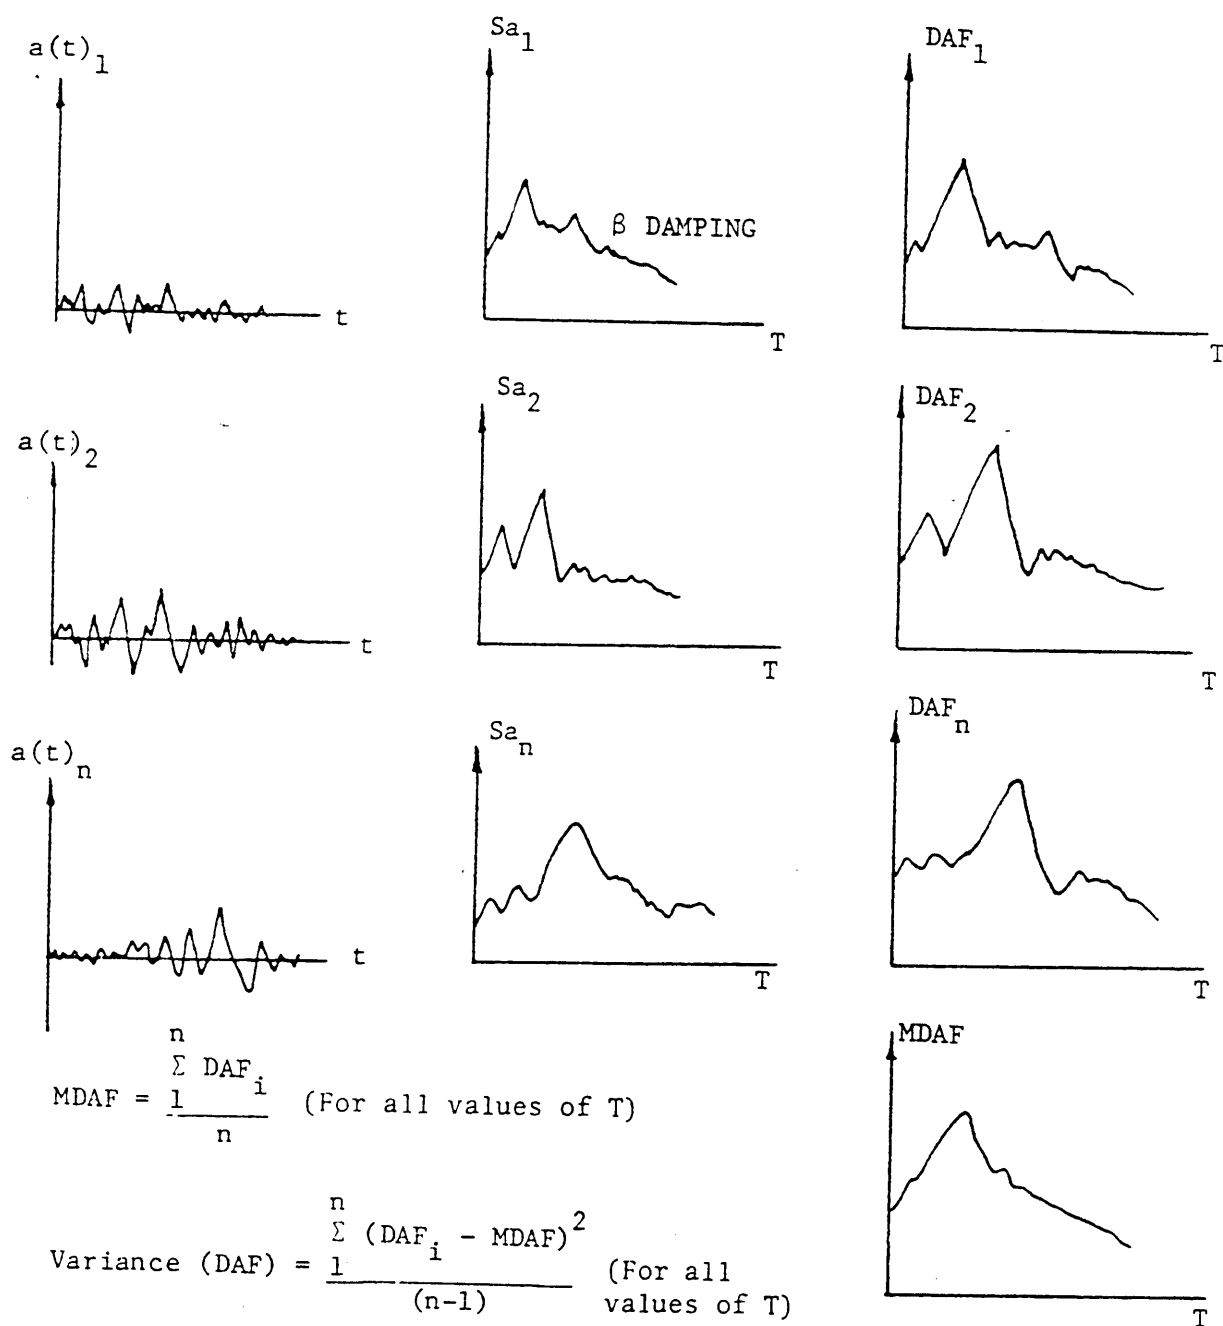 a(t)1
Sa1
DAF1
β DAMPING
t
T
T
a(t)2
Sa2
DAF2
t
T
T
a(t)n
San
DAFn
t
T
T
MDAF = n Σ 1 DAFi / n (For all values of T)
MDAF
T
Variance (DAF) = n Σ 1 (DAFi - MDAF)2 / (n-1) (For all
values of T)